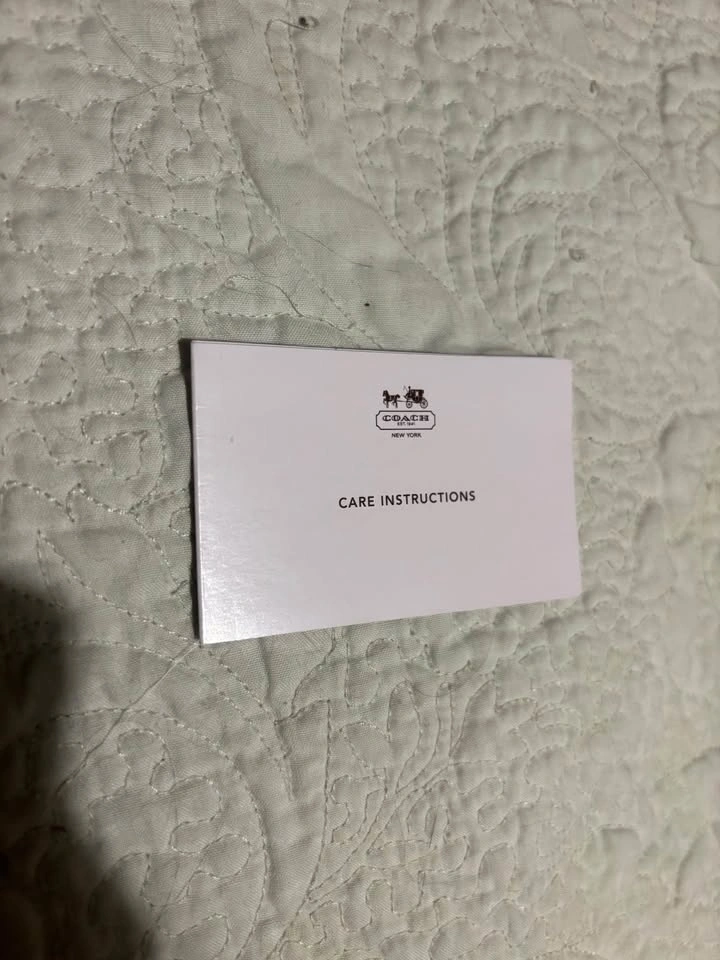 COACH
EST. 1941
NEW YORK
CARE INSTRUCTIONS